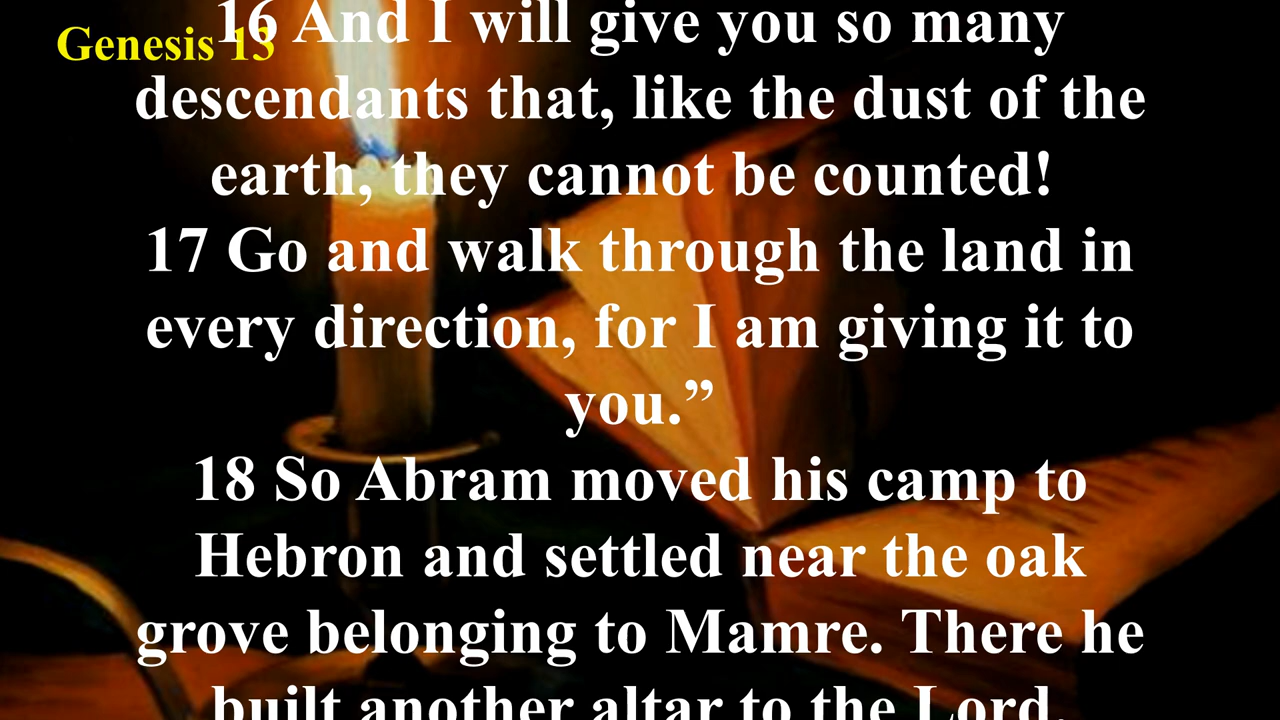 Genesis 13
16 And I will give you so many
descendants that, like the dust of the
earth, they cannot be counted!
17 Go and walk through the land in
every direction, for I am giving it to
you.”
18 So Abram moved his camp to
Hebron and settled near the oak
grove belonging to Mamre. There he
built another altar to the Lord.